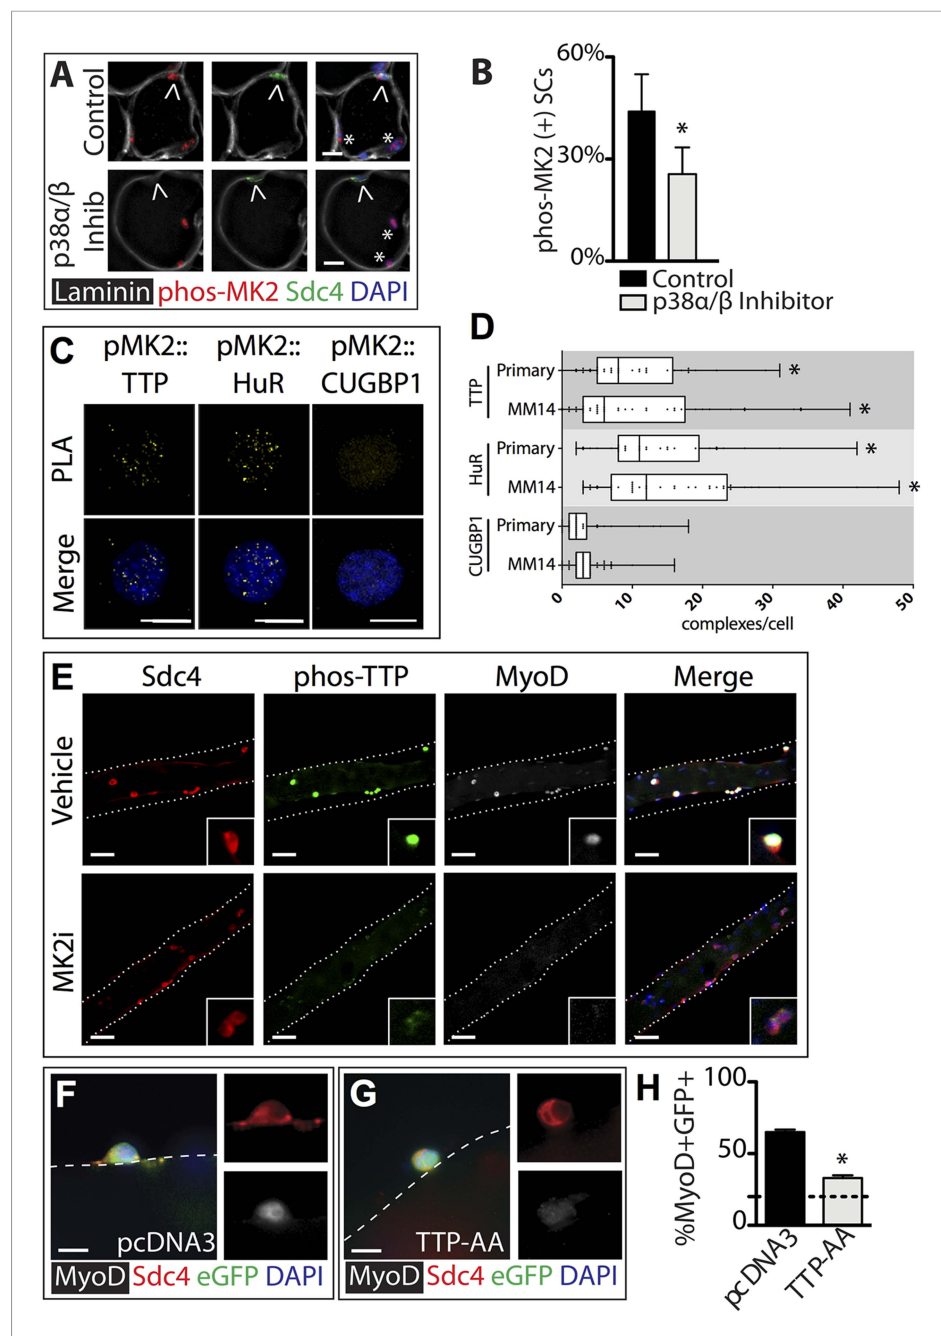 A
Control
p38α/β
Inhib
Laminin phos-MK2 Sdc4 DAPI
B
phos-MK2 (+) SCs
60%
30%
0%
*
Control
p38α/β Inhibitor
C
pMK2:: pMK2:: pMK2::
TTP HuR CUGBP1
PLA
Merge
D
TTP
Primary *
MM14 *
HuR
Primary *
MM14 *
CUGBP1
Primary
MM14
0 10 20 30 40 50
complexes/cell
E
Sdc4 phos-TTP MyoD Merge
Vehicle
MK2i
F
pcDNA3
MyoD Sdc4 eGFP DAPI
G
TTP-AA
MyoD Sdc4 eGFP DAPI
H
%MyoD+GFP+
100
50
0
*
pcDNA3
TTP-AA